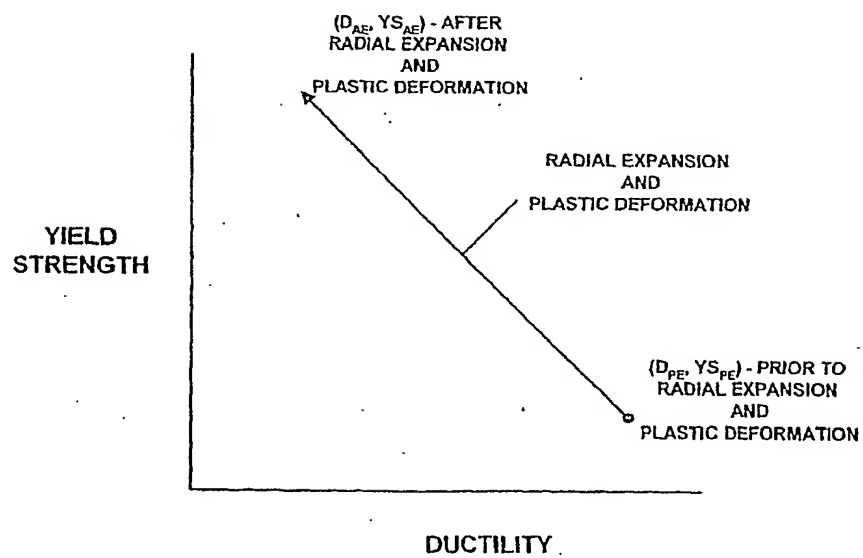 (D_AE, YS_AE) - AFTER
RADIAL EXPANSION
AND
PLASTIC DEFORMATION
RADIAL EXPANSION
AND
PLASTIC DEFORMATION
YIELD
STRENGTH
(D_PE, YS_PE) - PRIOR TO
RADIAL EXPANSION
AND
PLASTIC DEFORMATION
DUCTILITY